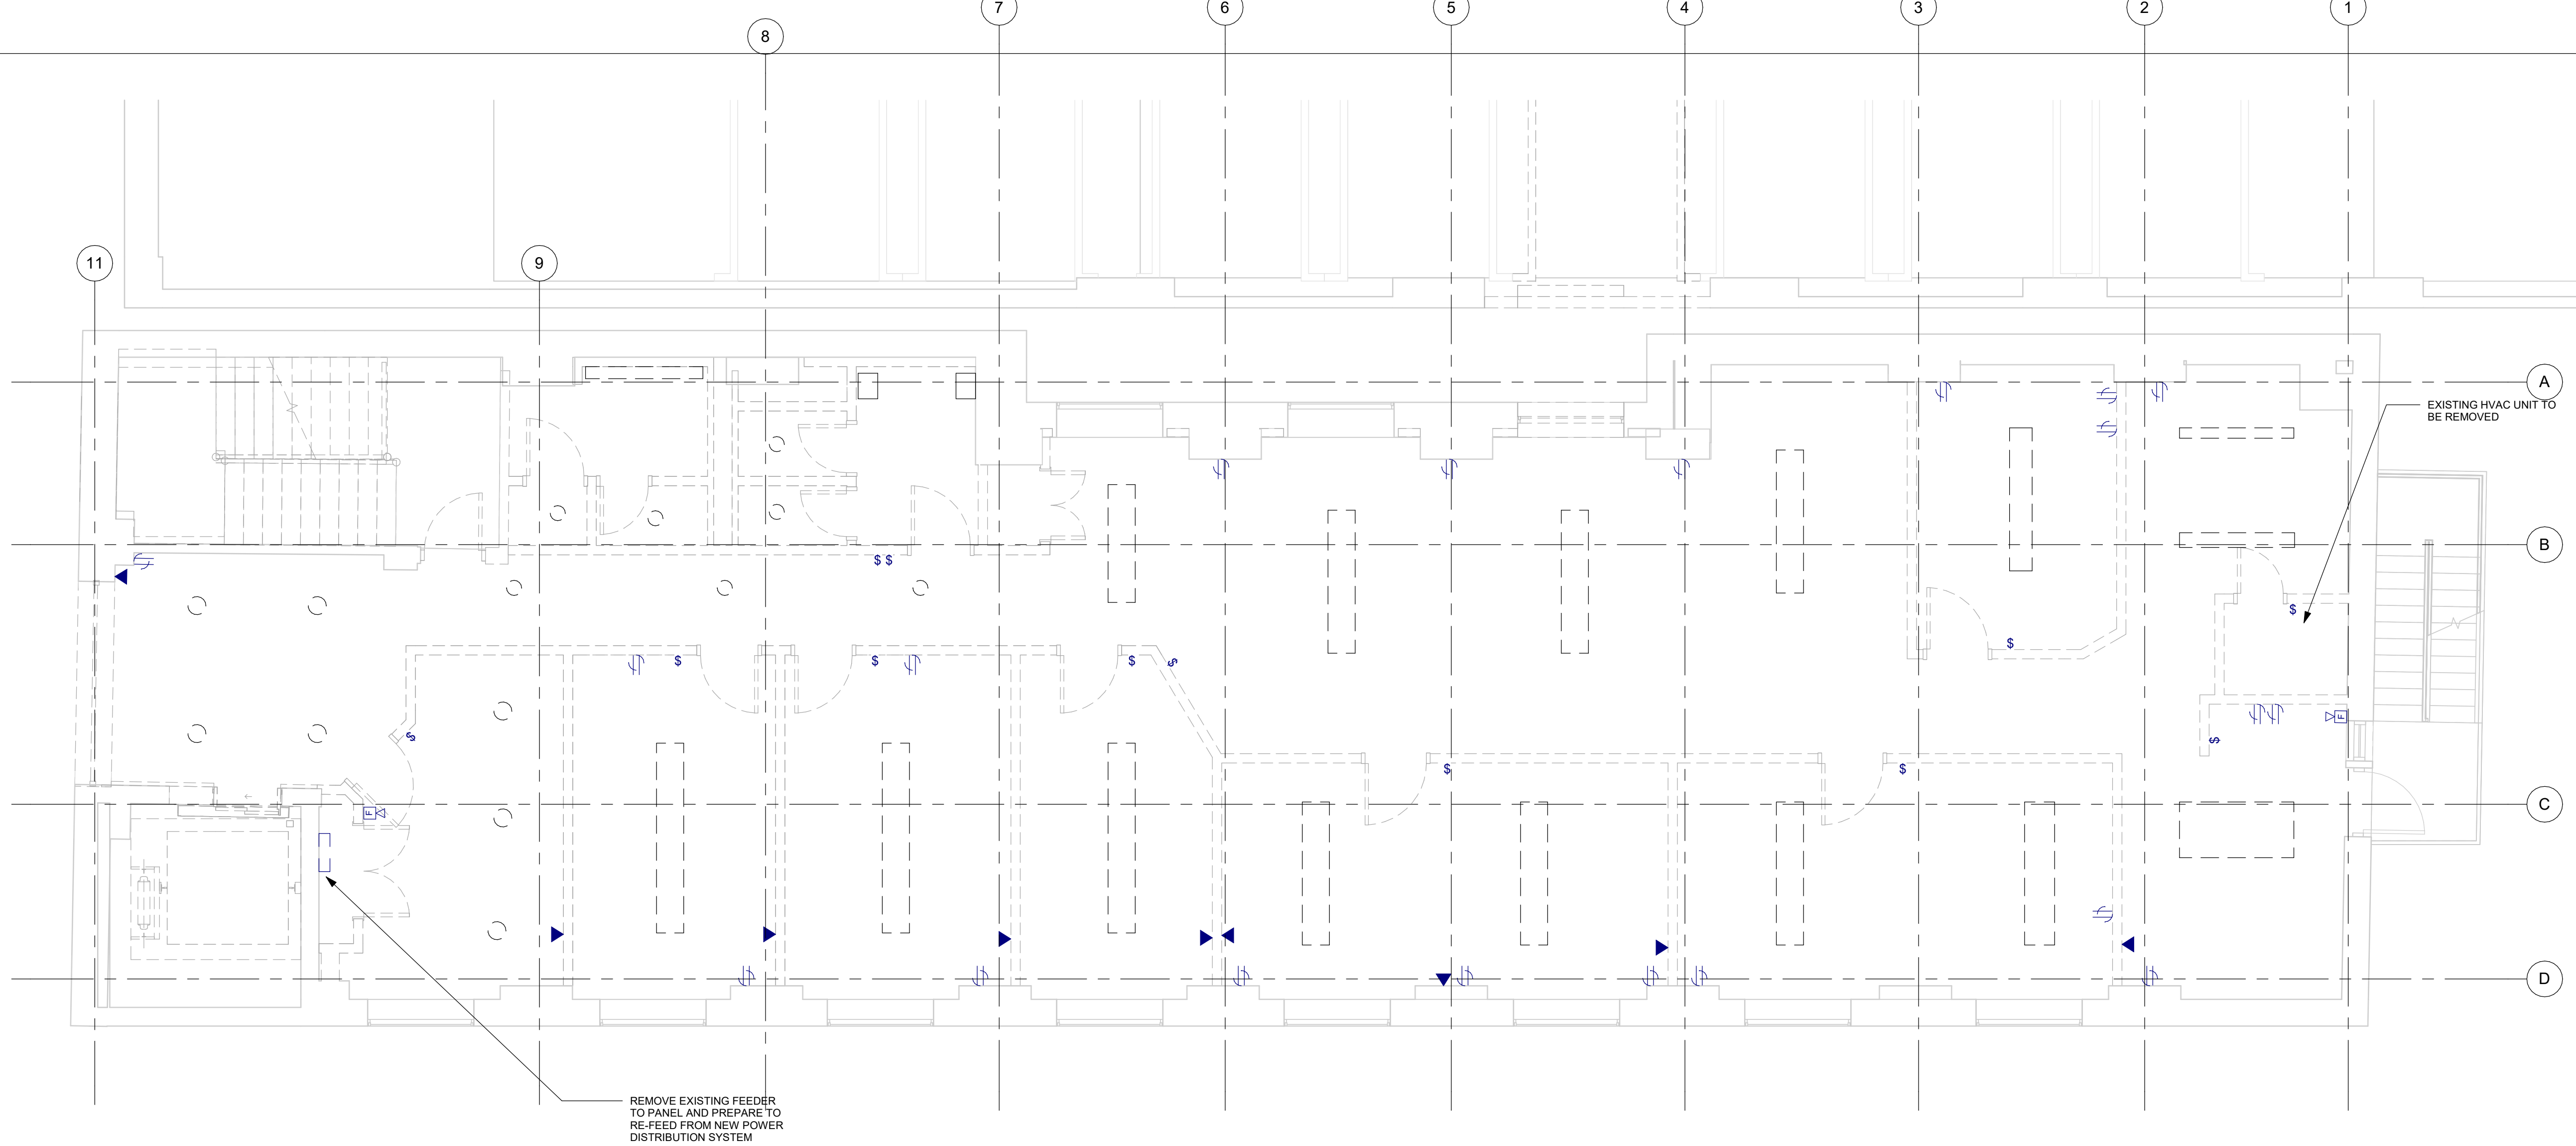 7
6
5
4
3
2
1
8
11
9
A
EXISTING HVAC UNIT TO
BE REMOVED
B
$ $
$
$
$
$
$
$
$
F
$
$
$
$
C
F
D
REMOVE EXISTING FEEDER
TO PANEL AND PREPARE TO
RE-FEED FROM NEW POWER
DISTRIBUTION SYSTEM